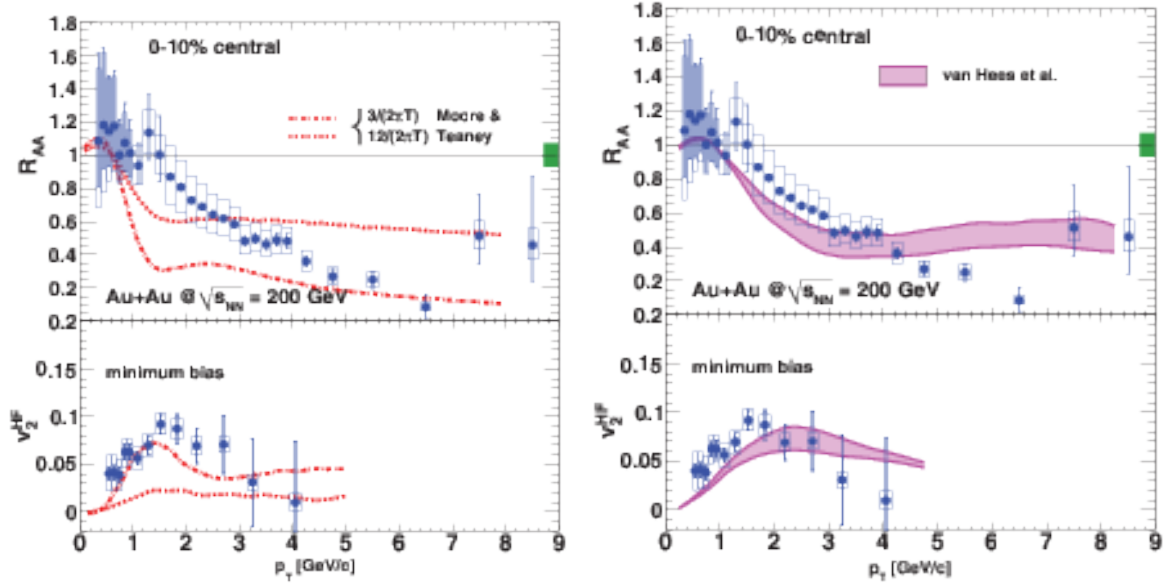 1.8
1.6
1.4
1.2
1
0.8
0.6
0.4
0.2
R_AA
0-10% central
3/(2πT) Moore &
12/(2πT) Teaney
Au+Au @ √s_NN = 200 GeV
0.2
0.15
0.1
0.05
0
v_2^HF
minimum bias
0 1 2 3 4 5 6 7 8 9
p_T [GeV/c]
1.8
1.6
1.4
1.2
1
0.8
0.6
0.4
0.2
R_AA
0-10% central
van Hees et al.
Au+Au @ √s_NN = 200 GeV
0.2
0.15
0.1
0.05
0
v_2^HF
minimum bias
0 1 2 3 4 5 6 7 8 9
p_T [GeV/c]